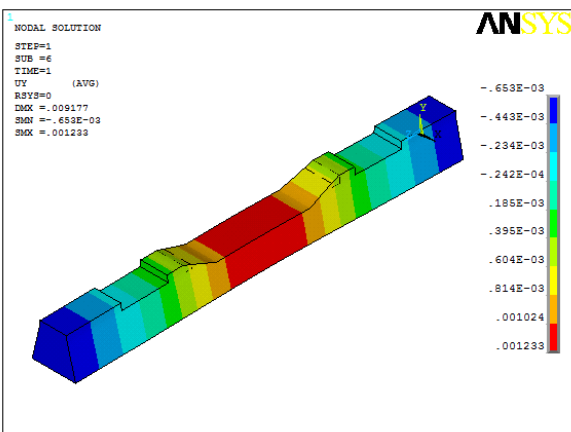 1
NODAL SOLUTION
STEP=1
SUB =6
TIME=1
UY (AVG)
RSYS=0
DMX =.009177
SMN =-.653E-03
SMX =.001233
ANSYS
Y
X
-.653E-03
-.443E-03
-.234E-03
-.242E-04
.185E-03
.395E-03
.604E-03
.814E-03
.001024
.001233